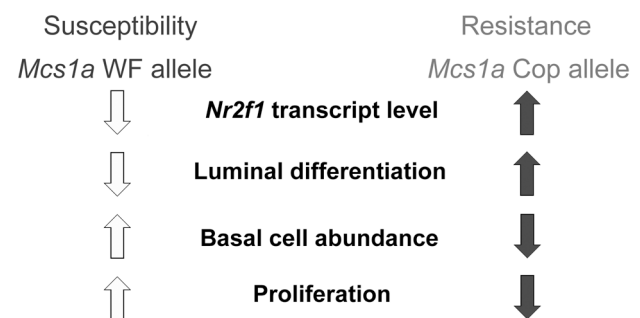 Susceptibility Resistance
Mcs1a WF allele Mcs1a Cop allele
Nr2f1 transcript level
Luminal differentiation
Basal cell abundance
Proliferation